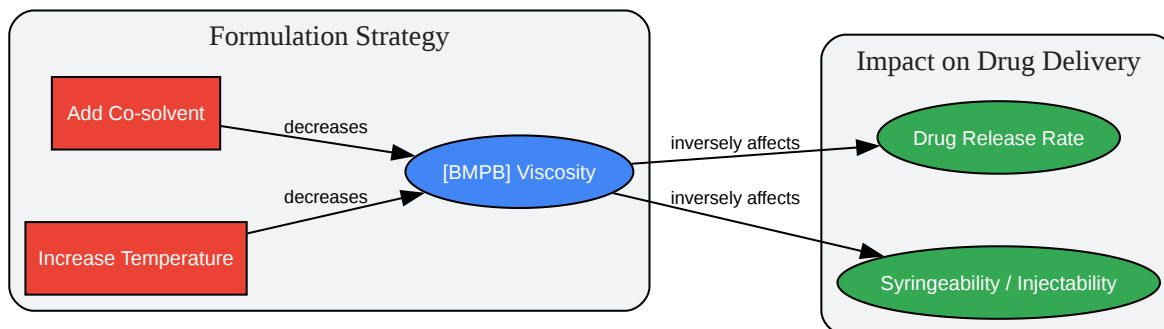 Formulation Strategy
Impact on Drug Delivery
Add Co-solvent
decreases
[BMPB] Viscosity
inversely affects
Drug Release Rate
decreases
inversely affects
Increase Temperature
Syringeability / Injectability